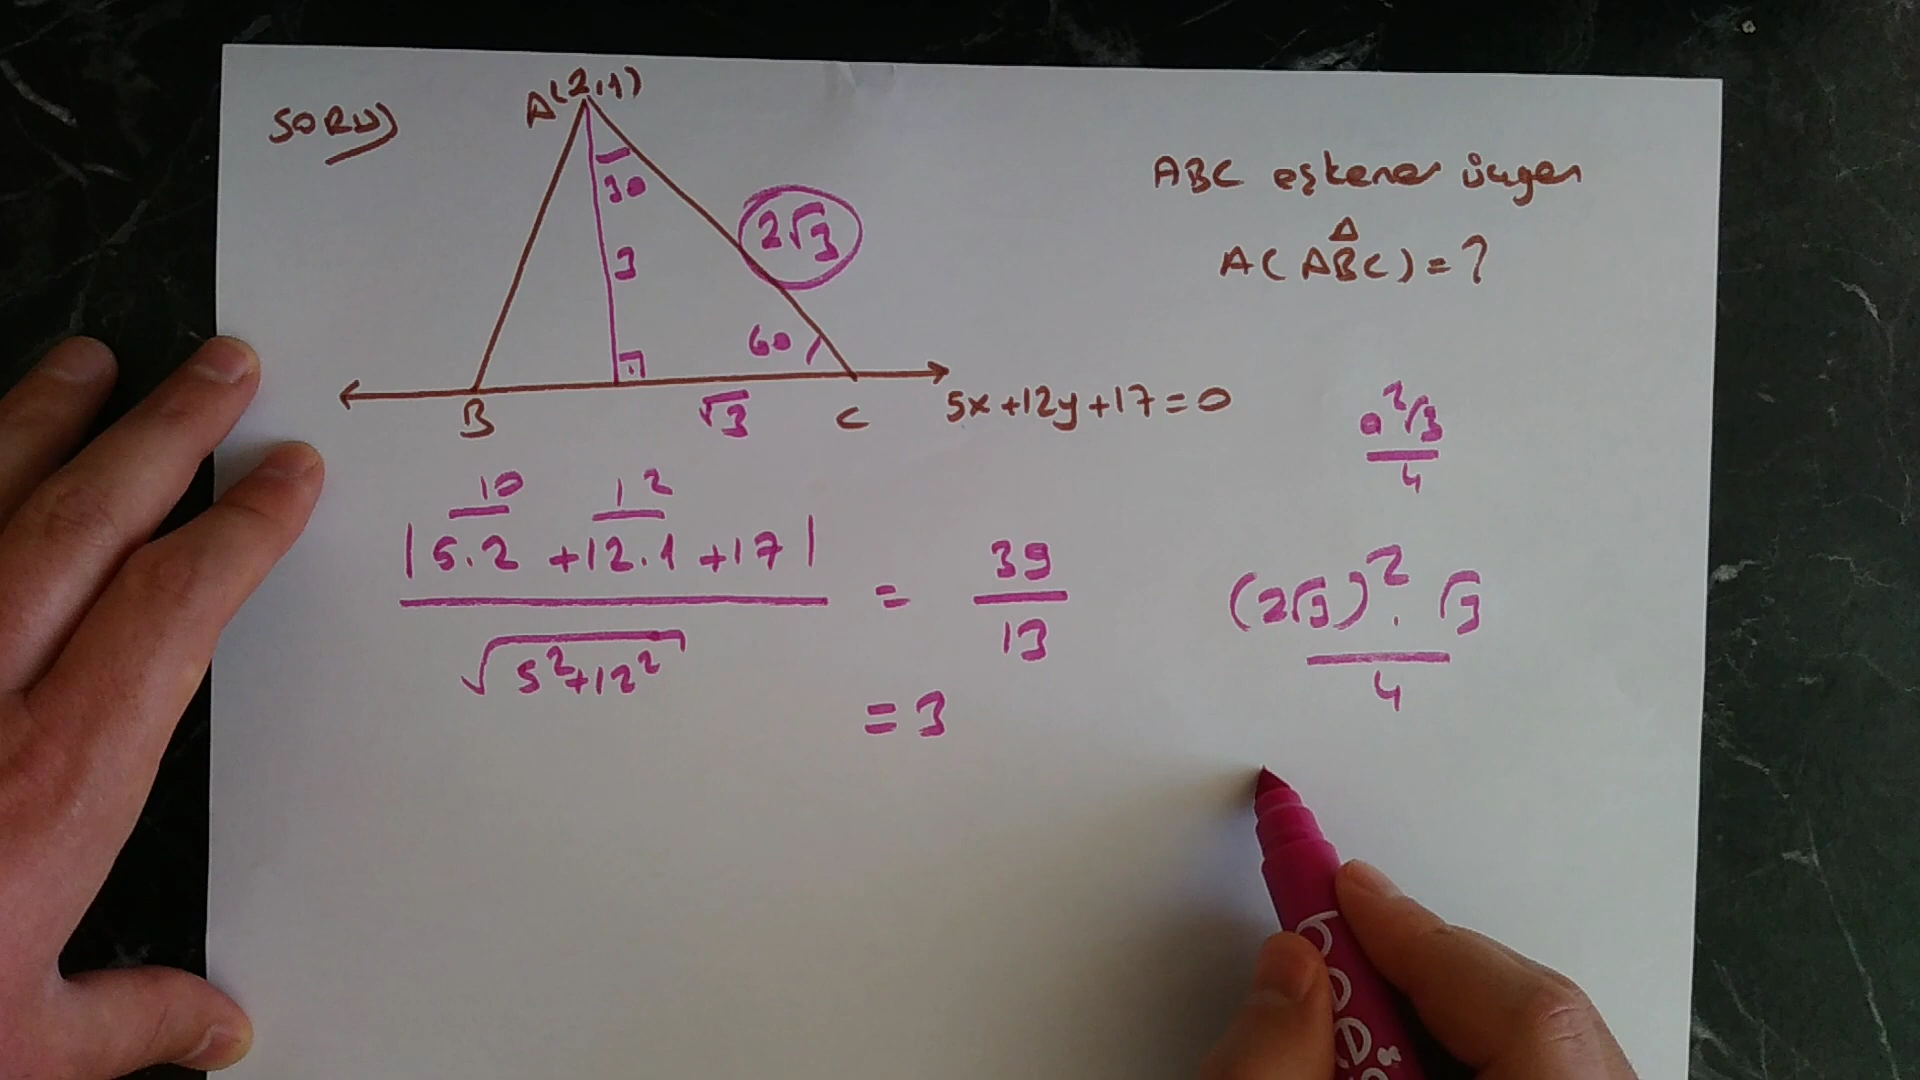 SORU)
A(2,1)
ABC eşkenar üçgen
A(ABC)=?
30
2√3
3
60
B
√3
C
5x+12y+17=0
a²√3
4
10 12
|5.2 +12.1 +17|
√5²+12²
= 39
13
=3
(2√3)² . √3
4